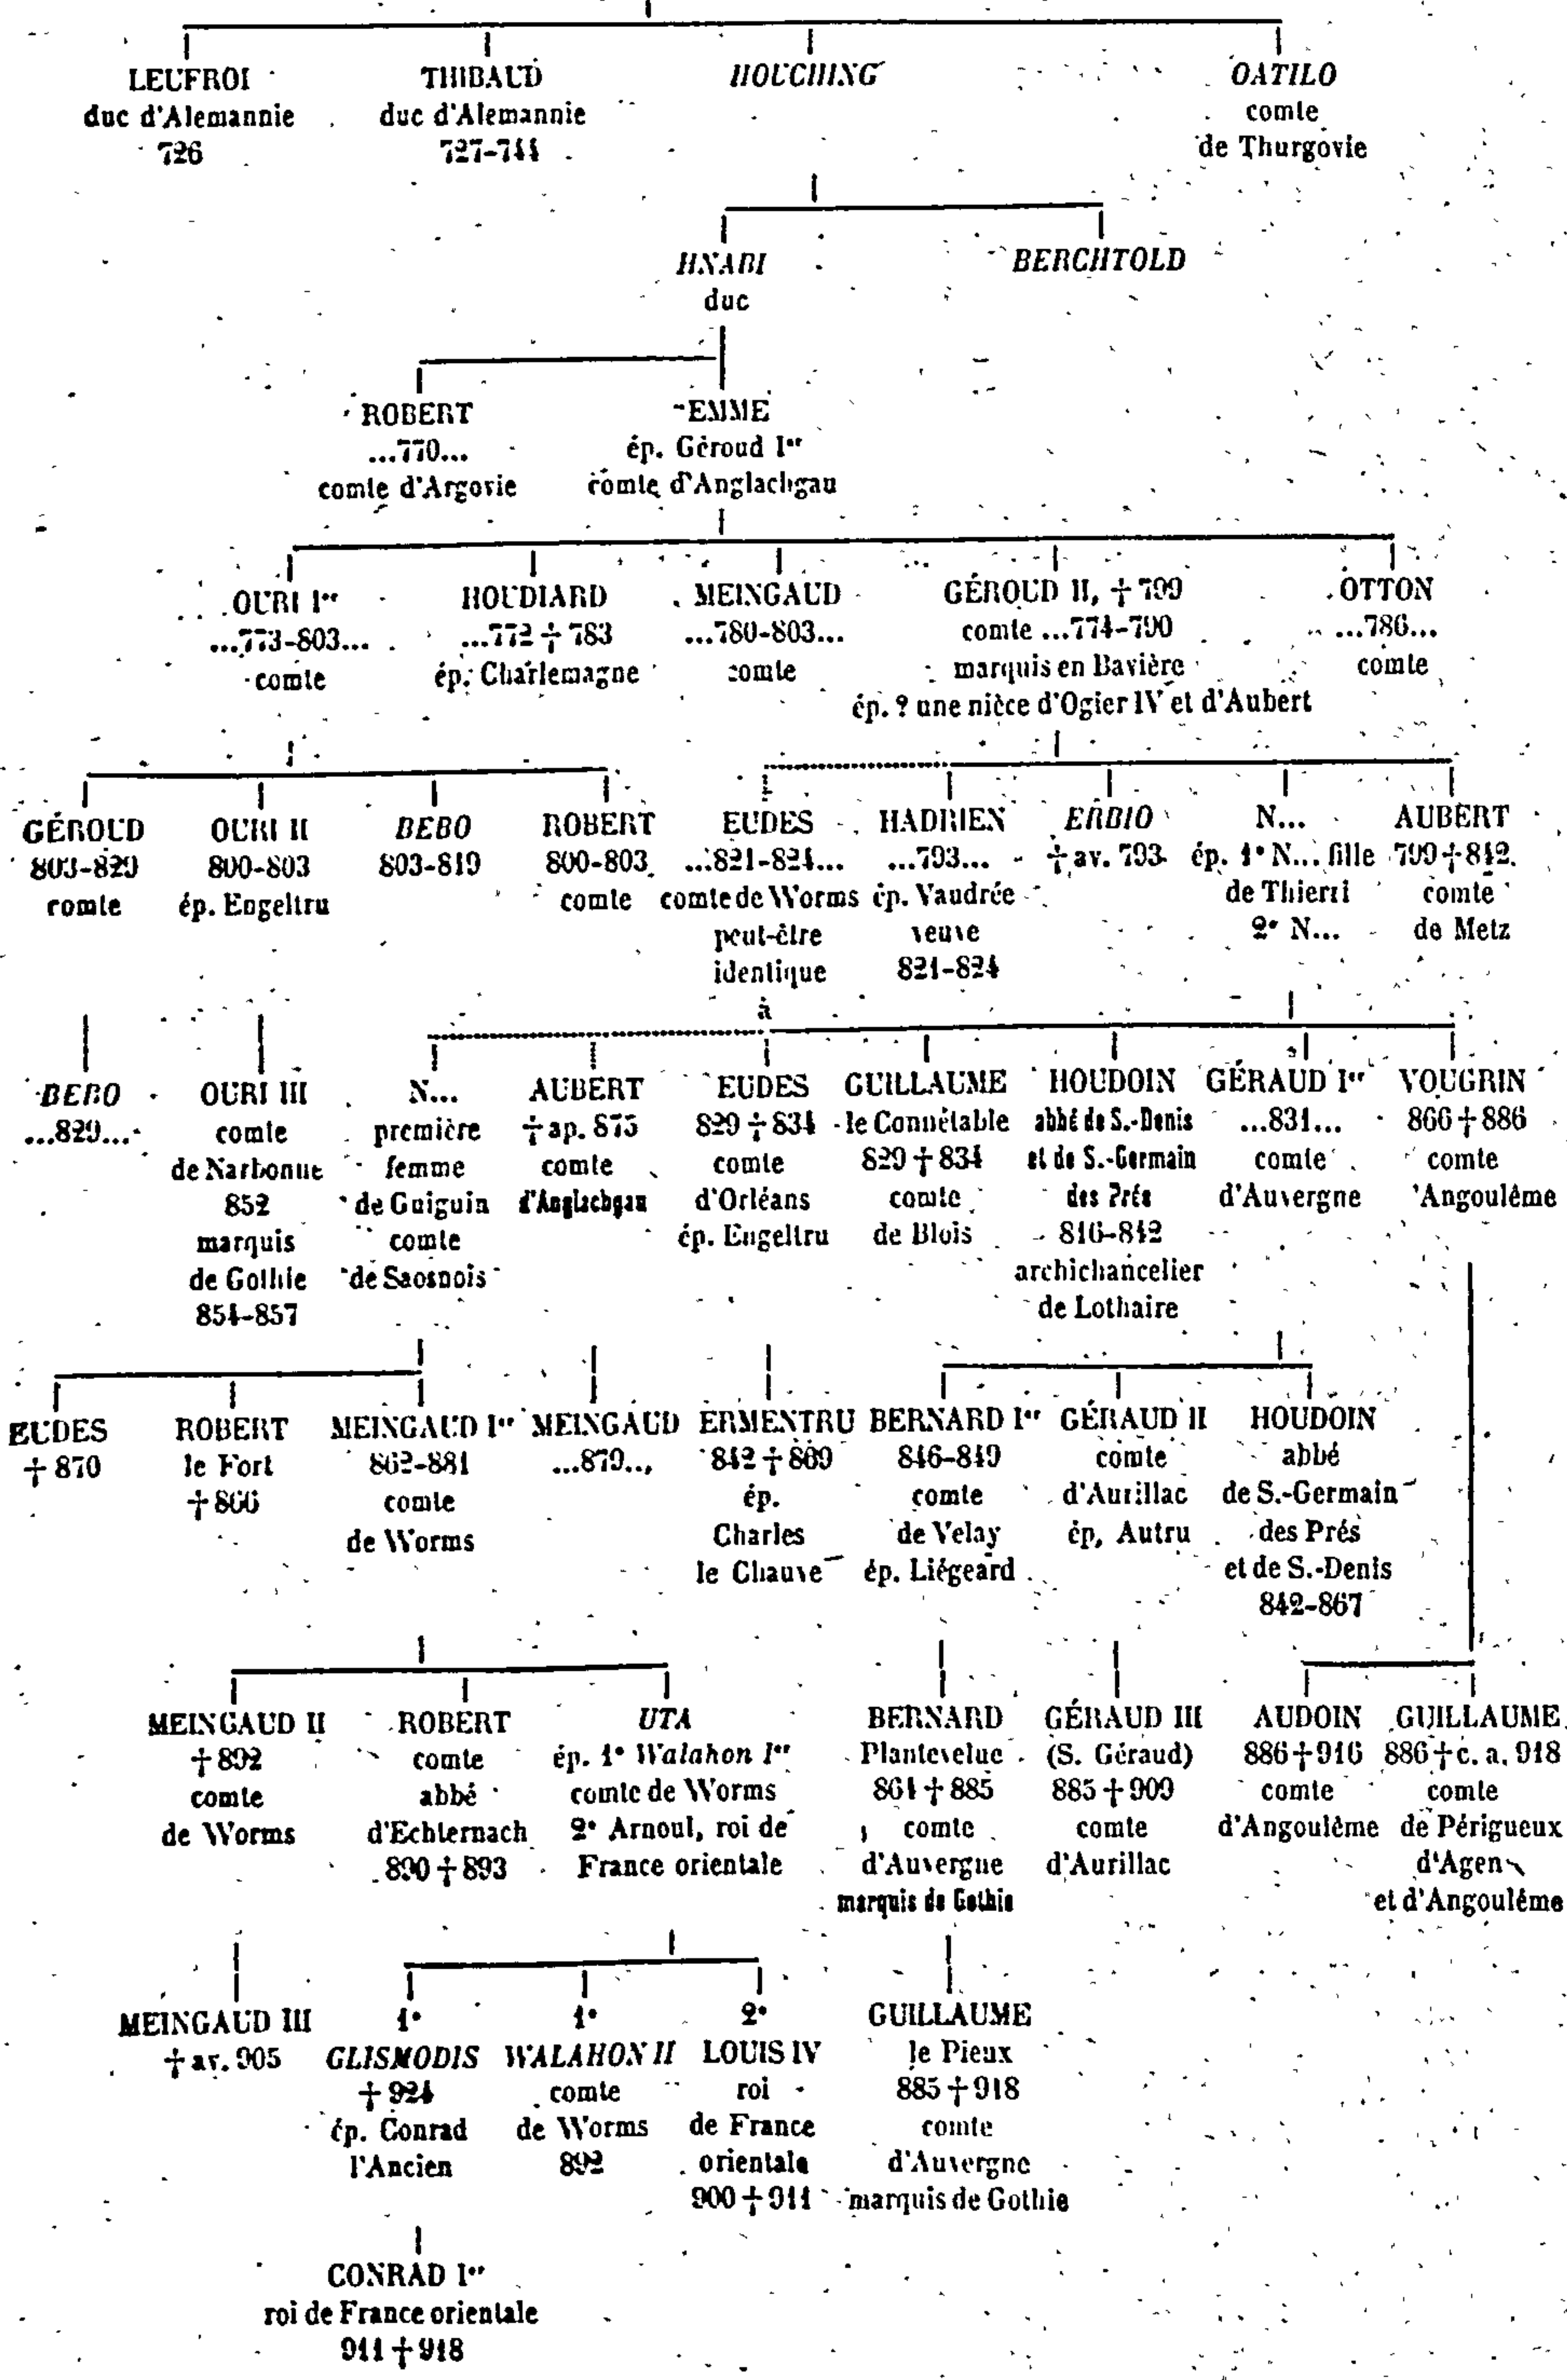 LEUFROI
duc d'Alemannie
726
THIBAUD
duc d'Alemannie
727-744
HOUCHING
OATILO
comte
de Thurgovie
HNABI
duc
BERCHTOLD
ROBERT
...770...
comte d'Argovie
EMME
ép. Géroud Iᵉʳ
comte d'Anglachgau
OURI Iᵉʳ
...773-803...
comte
HOUDIARD
...772 † 783
ép. Charlemagne
MEINGAUD
...780-803...
comte
GÉROUD II, † 799
comte ...774-790
marquis en Bavière
ép. ? une nièce d'Ogier IV et d'Aubert
OTTON
...786...
comte
GÉROUD
803-829
comte
OURI II
800-803
ép. Engeltru
BEBO
803-819
ROBERT
800-803
comte
EUDES
...821-824...
comte de Worms
peut-être
identique
à
HADRIEN
...793...
ép. Vaudrée
veuve
821-824
ERBIO
† av. 793
N...
ép. 1° N... fille
de Thierri
2° N...
AUBERT
799 † 842
comte
de Metz
BERO
...829...
OURI III
comte
de Narbonne
852
marquis
de Gothie
854-857
N...
première
femme
de Guiguin
comte
de Saosnois
AUBERT
† ap. 875
comte
d'Anglachgau
EUDES
829 † 834
comte
d'Orléans
ép. Engeltru
GUILLAUME
le Connétable
829 † 834
comte
de Blois
HOUDOIN
abbé de S.-Denis
et de S.-Germain
des Prés
816-842
archichancelier
de Lothaire
GÉRAUD Iᵉʳ
...831...
comte
d'Auvergne
VOUGRIN
866 † 886
comte
'Angoulême
EUDES
† 870
ROBERT
le Fort
† 866
MEINGAUD Iᵉʳ
862-881
comte
de Worms
MEINGAUD
...879...
ERMENTRU
842 † 869
ép.
Charles
le Chauve
BERNARD Iᵉʳ
846-849
comte
de Velay
ép. Liégeard
GÉRAUD II
comte
d'Aurillac
ép, Autru
HOUDOIN
abbé
de S.-Germain
des Prés
et de S.-Denis
842-867
MEINGAUD II
† 892
comte
de Worms
ROBERT
comte
abbé
d'Echternach
890 † 893
UTA
ép. 1° Walahon Iᵉʳ
comte de Worms
2° Arnoul, roi de
France orientale
BERNARD
Plantevelue
864 † 885
comte
d'Auvergne
marquis de Gothie
GÉRAUD III
(S. Géraud)
885 † 909
comte
d'Aurillac
AUDOIN
886 † 916
comte
d'Angoulême
GUILLAUME
886 † c. a. 918
comte
de Périgueux
d'Agen
et d'Angoulême
MEINGAUD III
† av. 905
1°
GLISMODIS
† 924
ép. Conrad
l'Ancien
1°
WALAHON II
comte
de Worms
892
2°
LOUIS IV
roi
de France
orientale
900 † 911
GUILLAUME
le Pieux
885 † 918
comte
d'Auvergne
marquis de Gothie
CONRAD Iᵉʳ
roi de France orientale
911 † 918